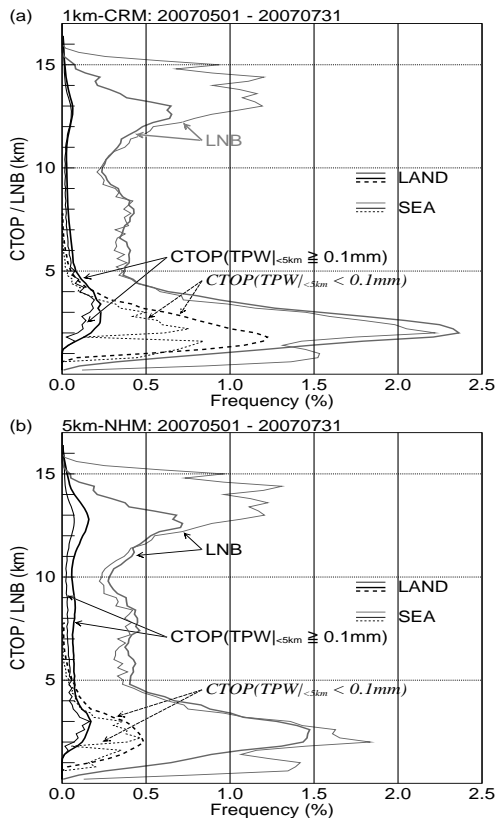 (a) 1km-CRM: 20070501 - 20070731
CTOP / LNB (km)
15
10
5
LNB
LAND
SEA
CTOP(TPW|<5km ≧ 0.1mm)
CTOP(TPW|<5km < 0.1mm)
0.0 0.5 1.0 1.5 2.0 2.5
Frequency (%)
(b) 5km-NHM: 20070501 - 20070731
CTOP / LNB (km)
15
10
5
LNB
LAND
SEA
CTOP(TPW|<5km ≧ 0.1mm)
CTOP(TPW|<5km < 0.1mm)
0.0 0.5 1.0 1.5 2.0 2.5
Frequency (%)